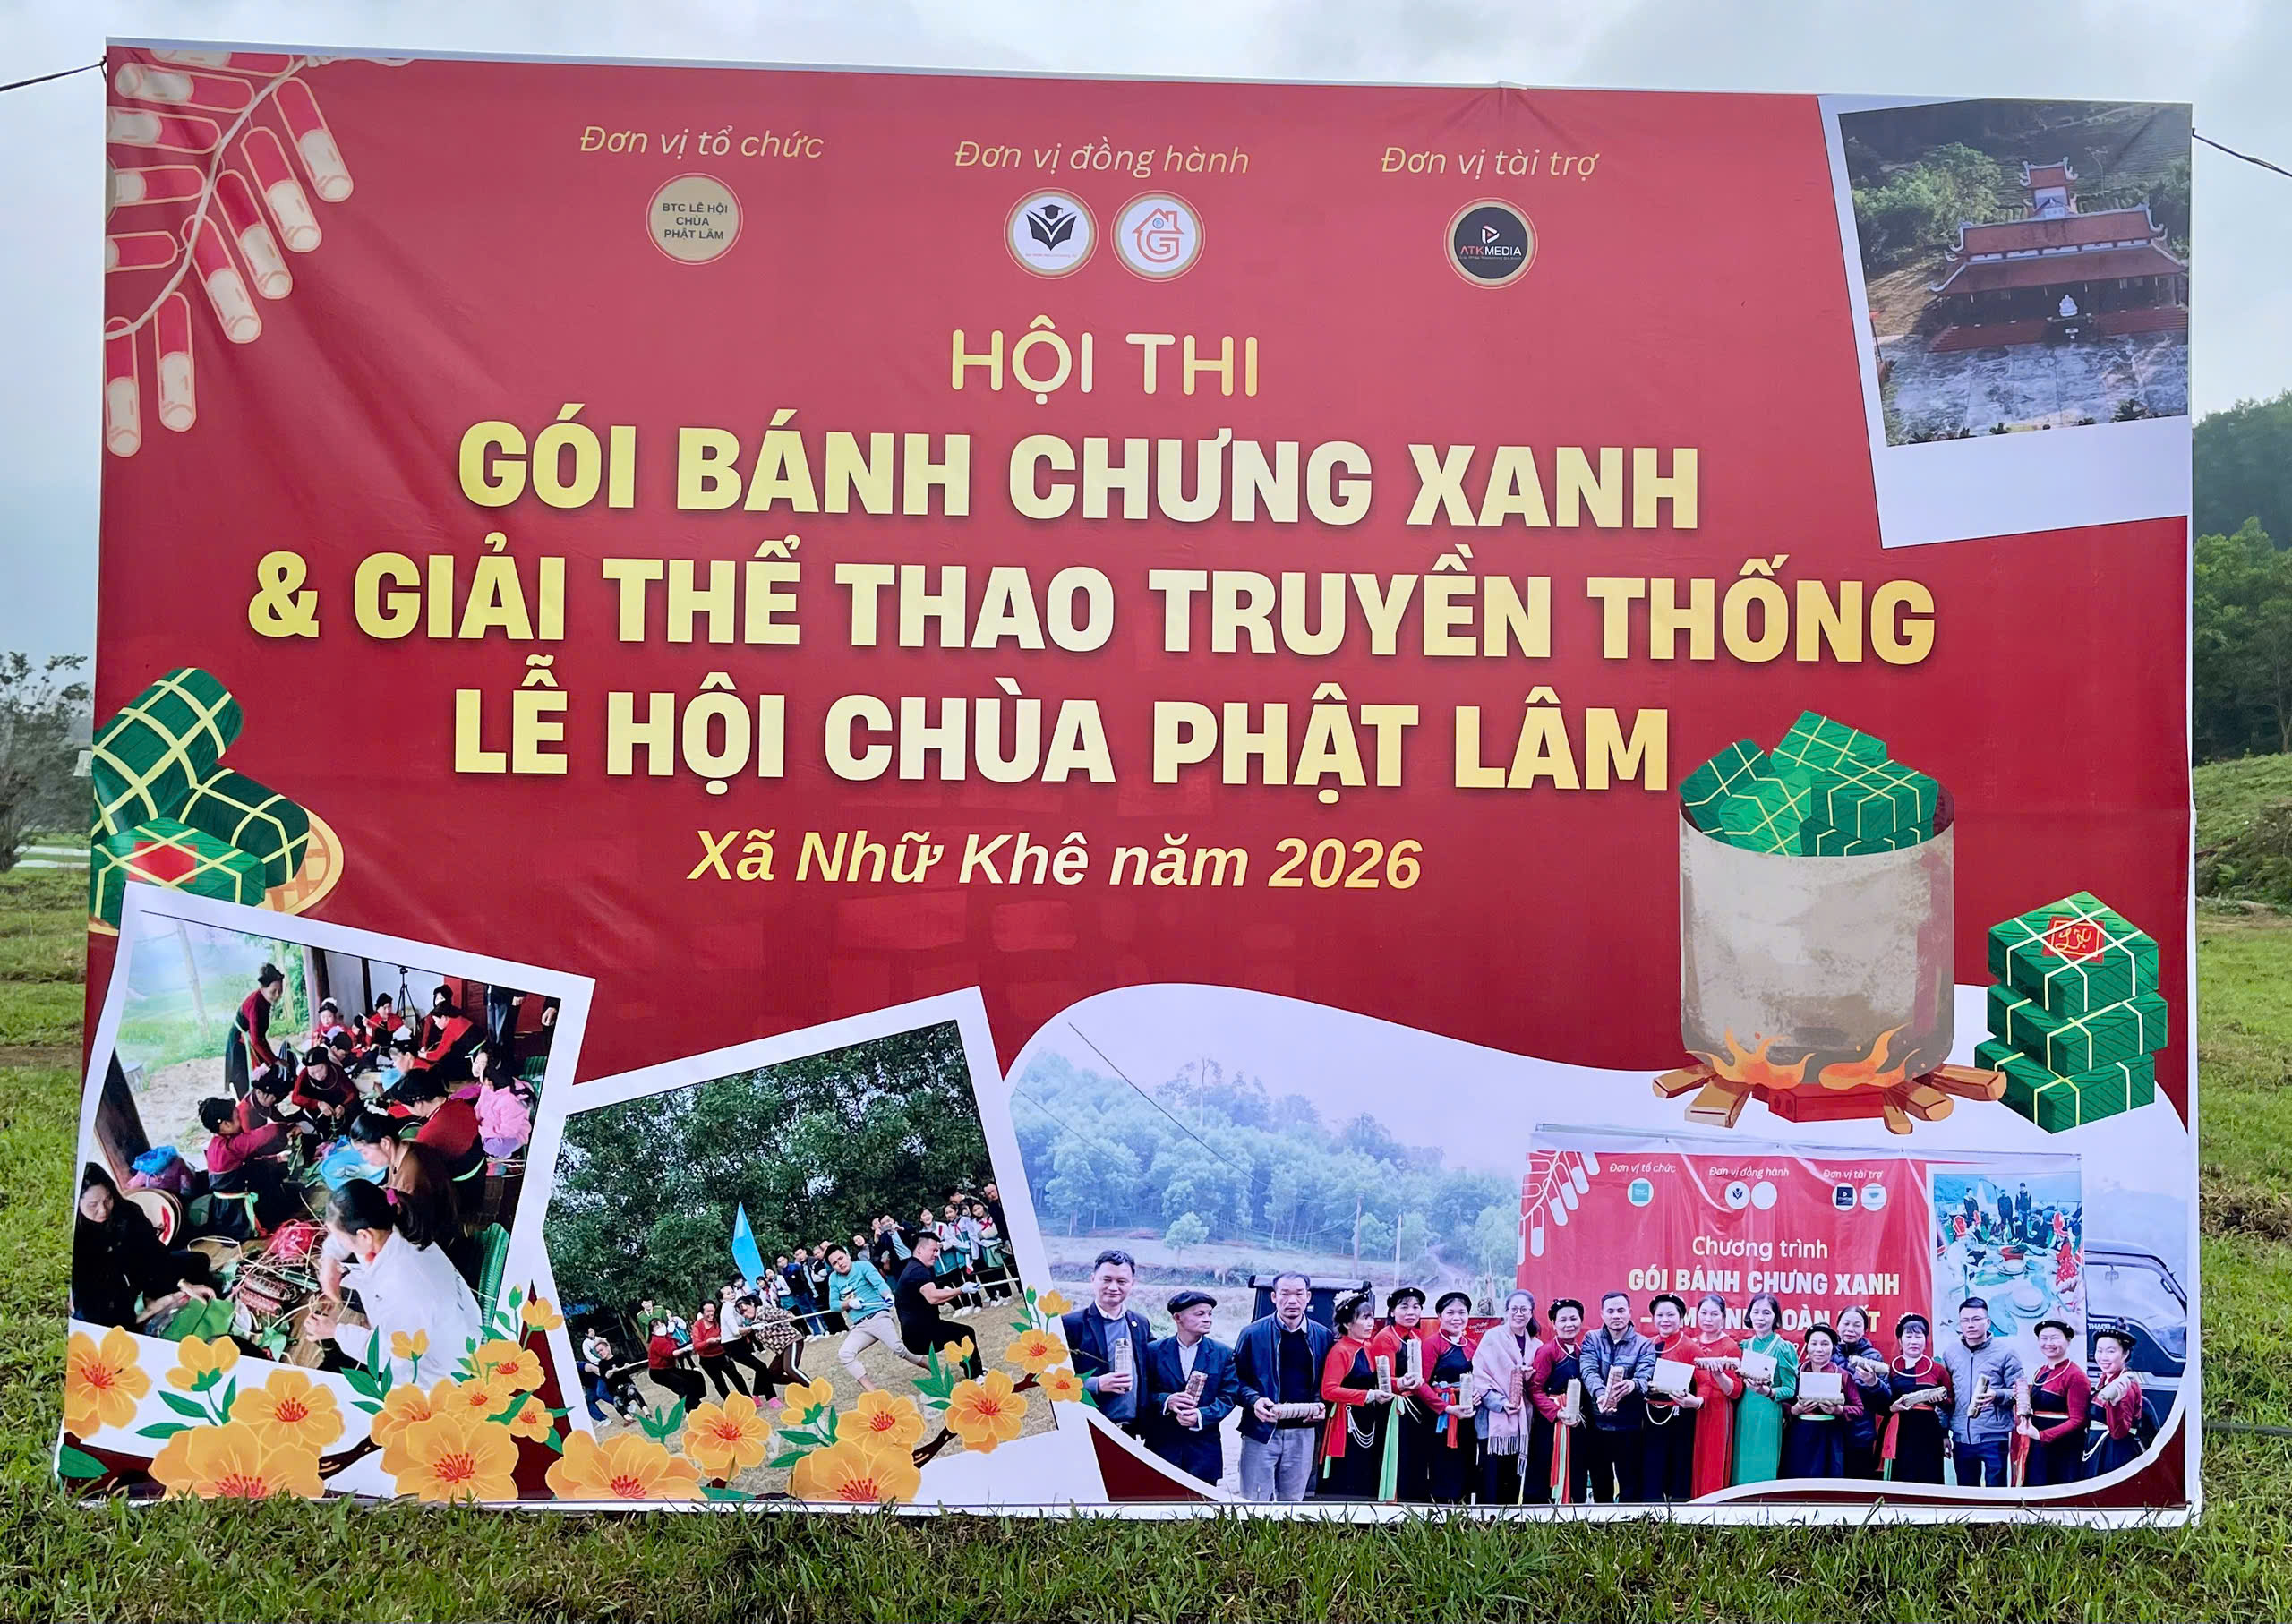 Đơn vị tổ chức
Đơn vị đồng hành
Đơn vị tài trợ
BTC LỄ HỘI
CHÙA
PHẬT LÂM
G
ATKMEDIA
HỘI THI
GÓI BÁNH CHƯNG XANH
& GIẢI THỂ THAO TRUYỀN THỐNG
LỄ HỘI CHÙA PHẬT LÂM
Xã Nhữ Khê năm 2026
Đơn vị tổ chức
Đơn vị đồng hành
Đơn vị tài trợ
Chương trình
GÓI BÁNH CHƯNG XANH